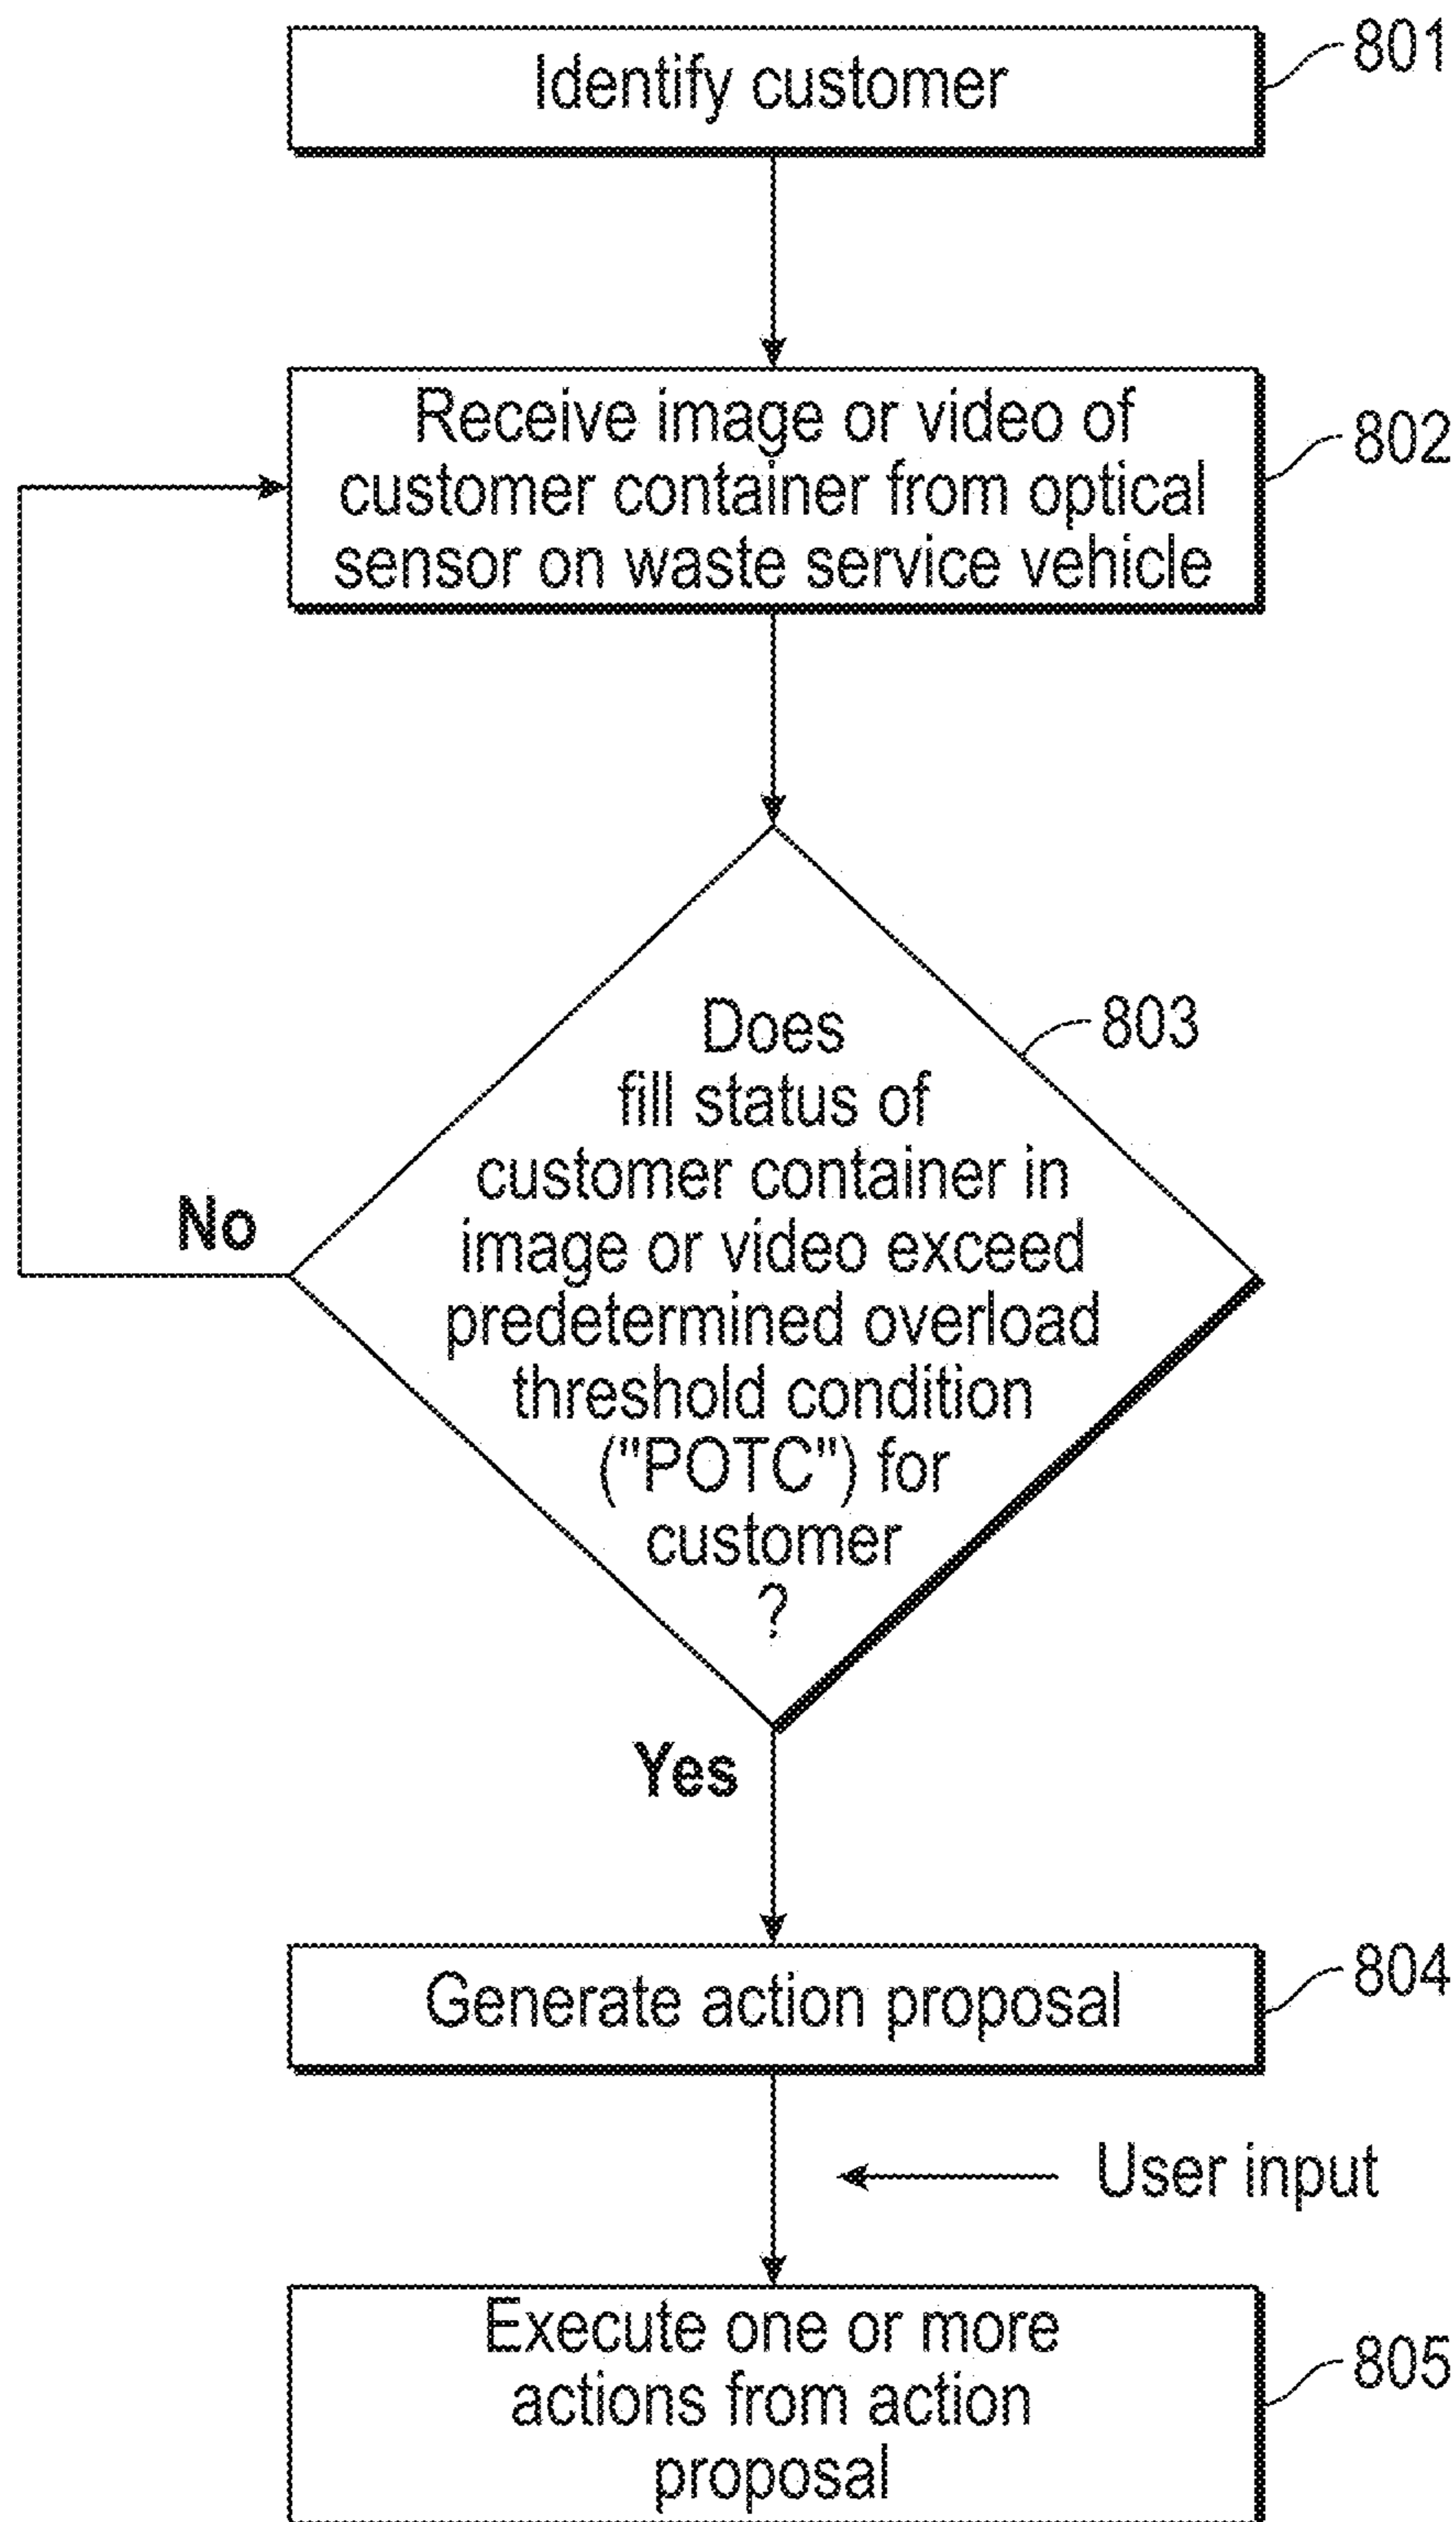 Identify customer
801
Receive image or video of
customer container from optical
sensor on waste service vehicle
802
Does
fill status of
customer container in
image or video exceed
predetermined overload
threshold condition
("POTC") for
customer
?
803
No
Yes
Generate action proposal
804
User input
Execute one or more
actions from action
proposal
805